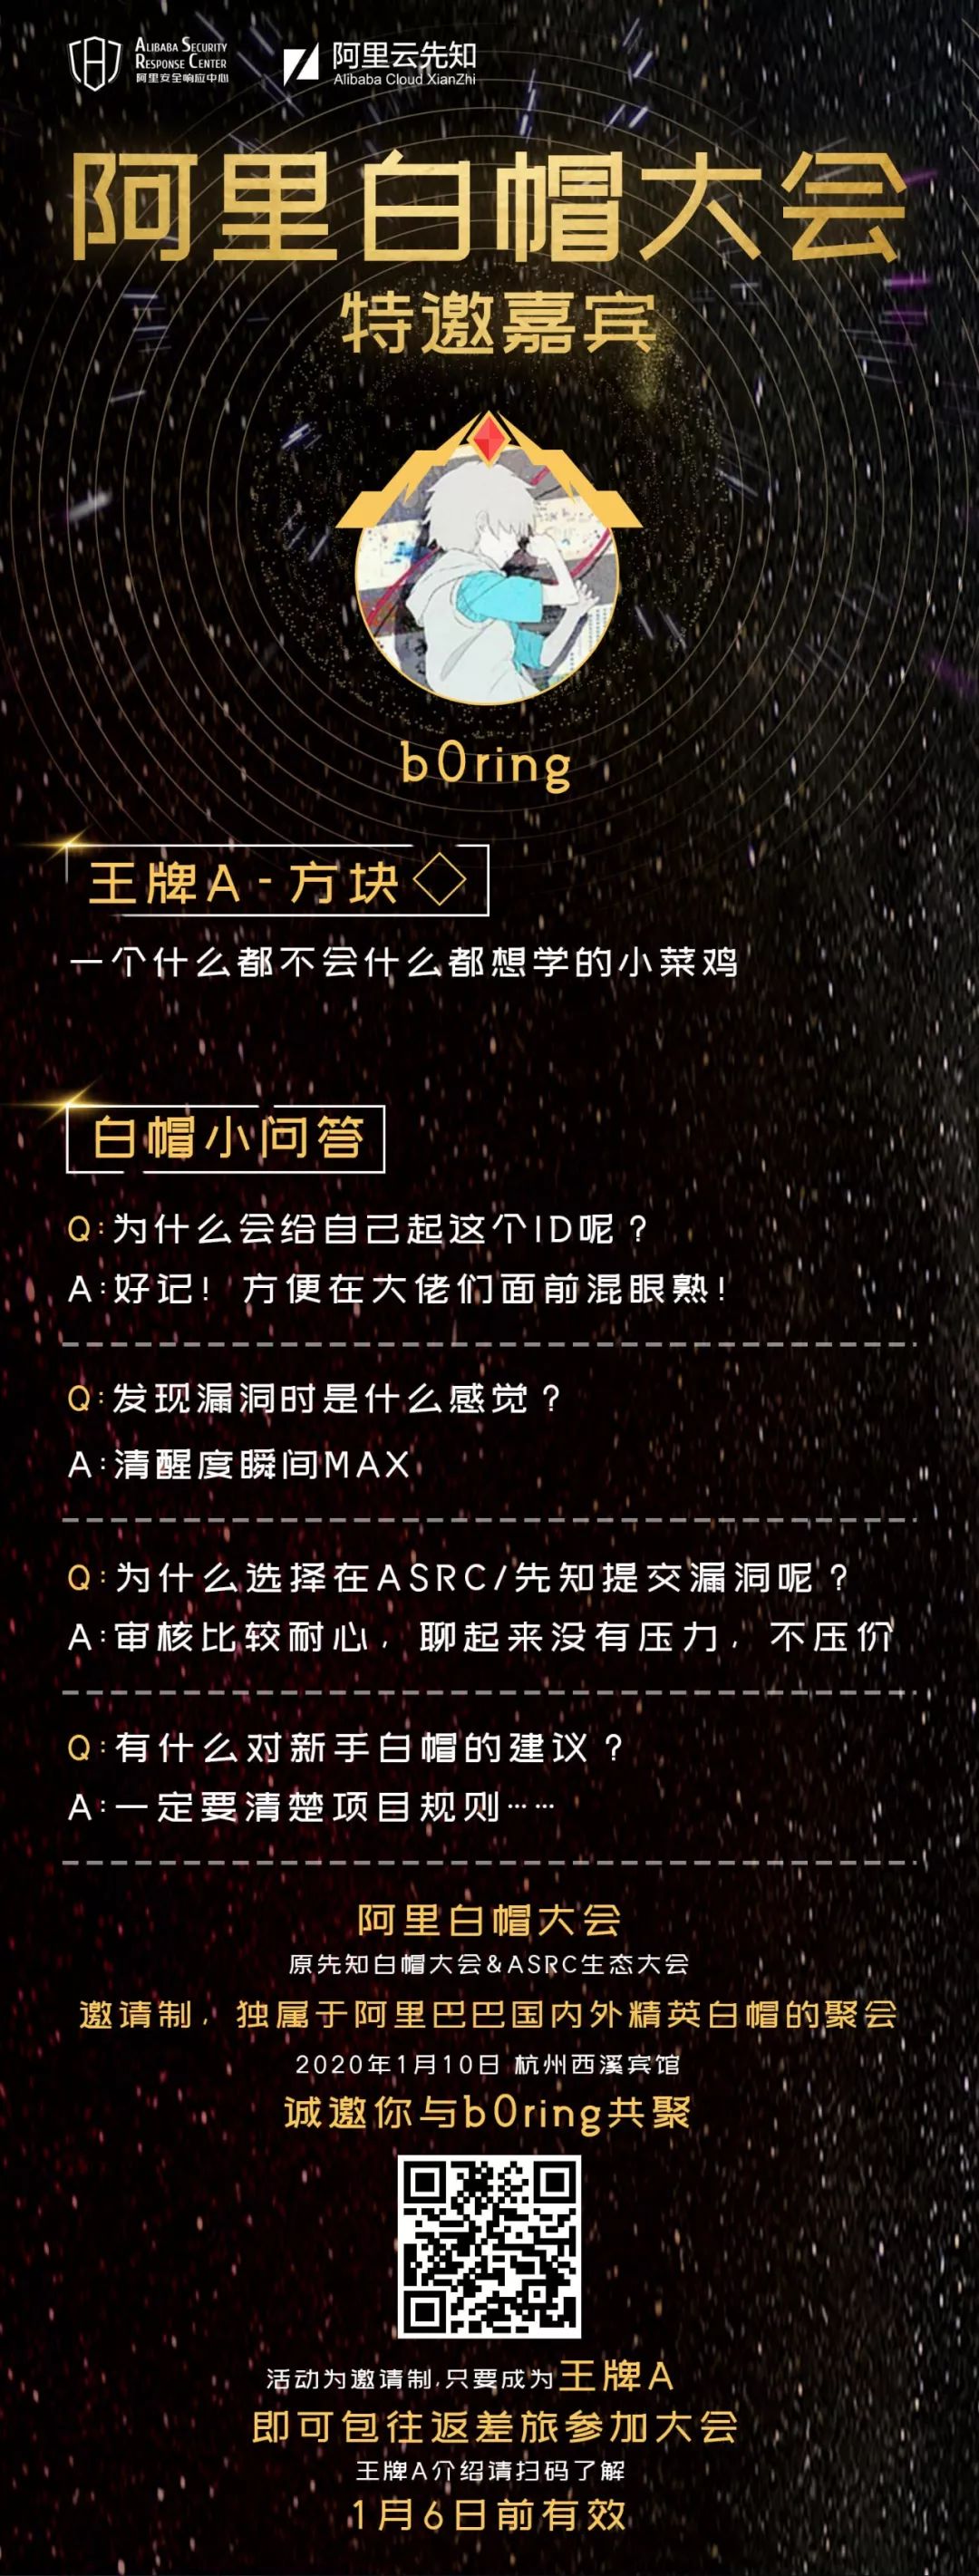 ALIBABA SECURITY
RESPONSE CENTER
阿里安全响应中心
阿里云先知
Alibaba Cloud XianZhi
阿里白帽大会
特邀嘉宾
b0ring
王牌A-方块◇
一个什么都不会什么都想学的小菜鸡
白帽小问答
Q:为什么会给自己起这个ID呢？
A:好记！方便在大佬们面前混眼熟！
Q:发现漏洞时是什么感觉？
A:清醒度瞬间MAX
Q:为什么选择在ASRC/先知提交漏洞呢？
A:审核比较耐心，聊起来没有压力，不压价
Q:有什么对新手白帽的建议？
A:一定要清楚项目规则……
阿里白帽大会
原先知白帽大会&ASRC生态大会
邀请制，独属于阿里巴巴国内外精英白帽的聚会
2020年1月10日 杭州西溪宾馆
诚邀你与b0ring共聚
活动为邀请制,只要成为王牌A
即可包往返差旅参加大会
王牌A介绍请扫码了解
1月6日前有效